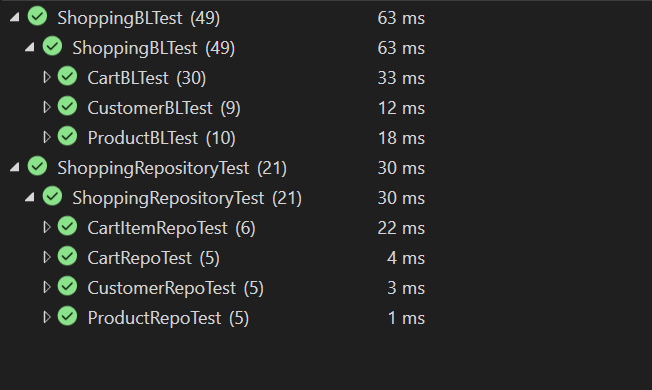 ShoppingBLTest (49) 63 ms
ShoppingBLTest (49) 63 ms
CartBLTest (30) 33 ms
CustomerBLTest (9) 12 ms
ProductBLTest (10) 18 ms
ShoppingRepositoryTest (21) 30 ms
ShoppingRepositoryTest (21) 30 ms
CartItemRepoTest (6) 22 ms
CartRepoTest (5) 4 ms
CustomerRepoTest (5) 3 ms
ProductRepoTest (5) 1 ms